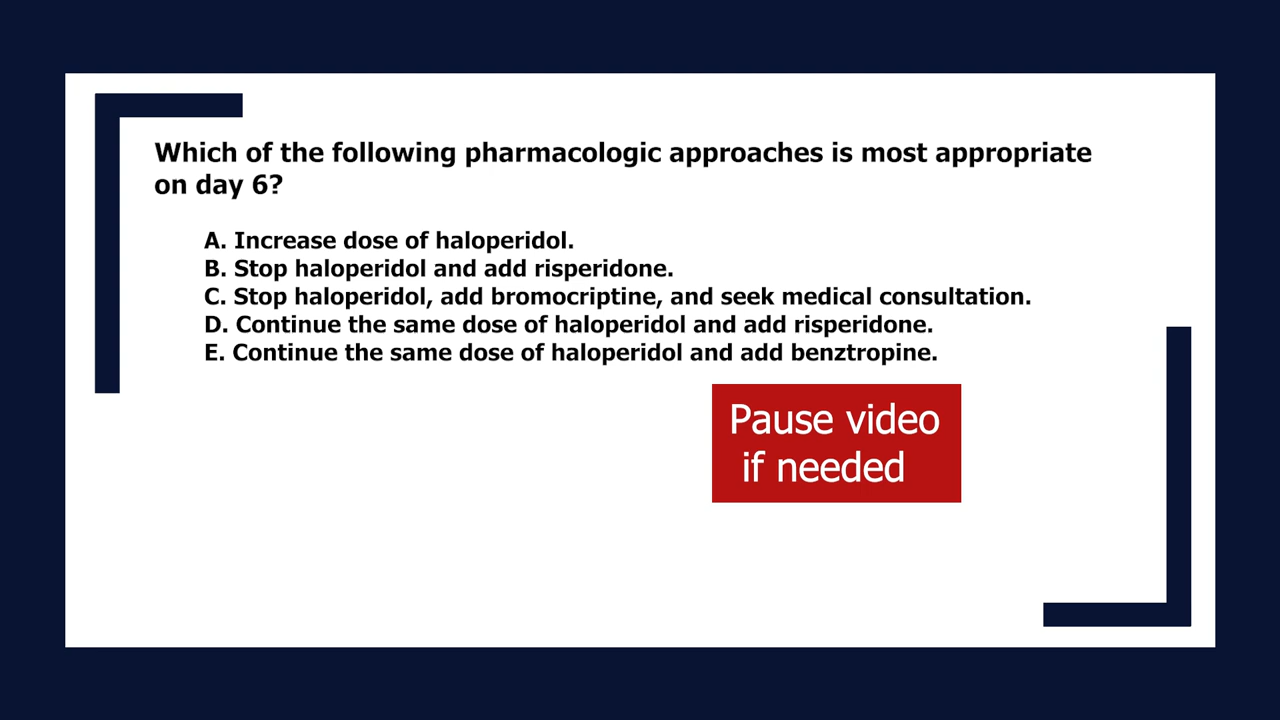 Which of the following pharmacologic approaches is most appropriate
on day 6?
A. Increase dose of haloperidol.
B. Stop haloperidol and add risperidone.
C. Stop haloperidol, add bromocriptine, and seek medical consultation.
D. Continue the same dose of haloperidol and add risperidone.
E. Continue the same dose of haloperidol and add benztropine.
Pause video
if needed